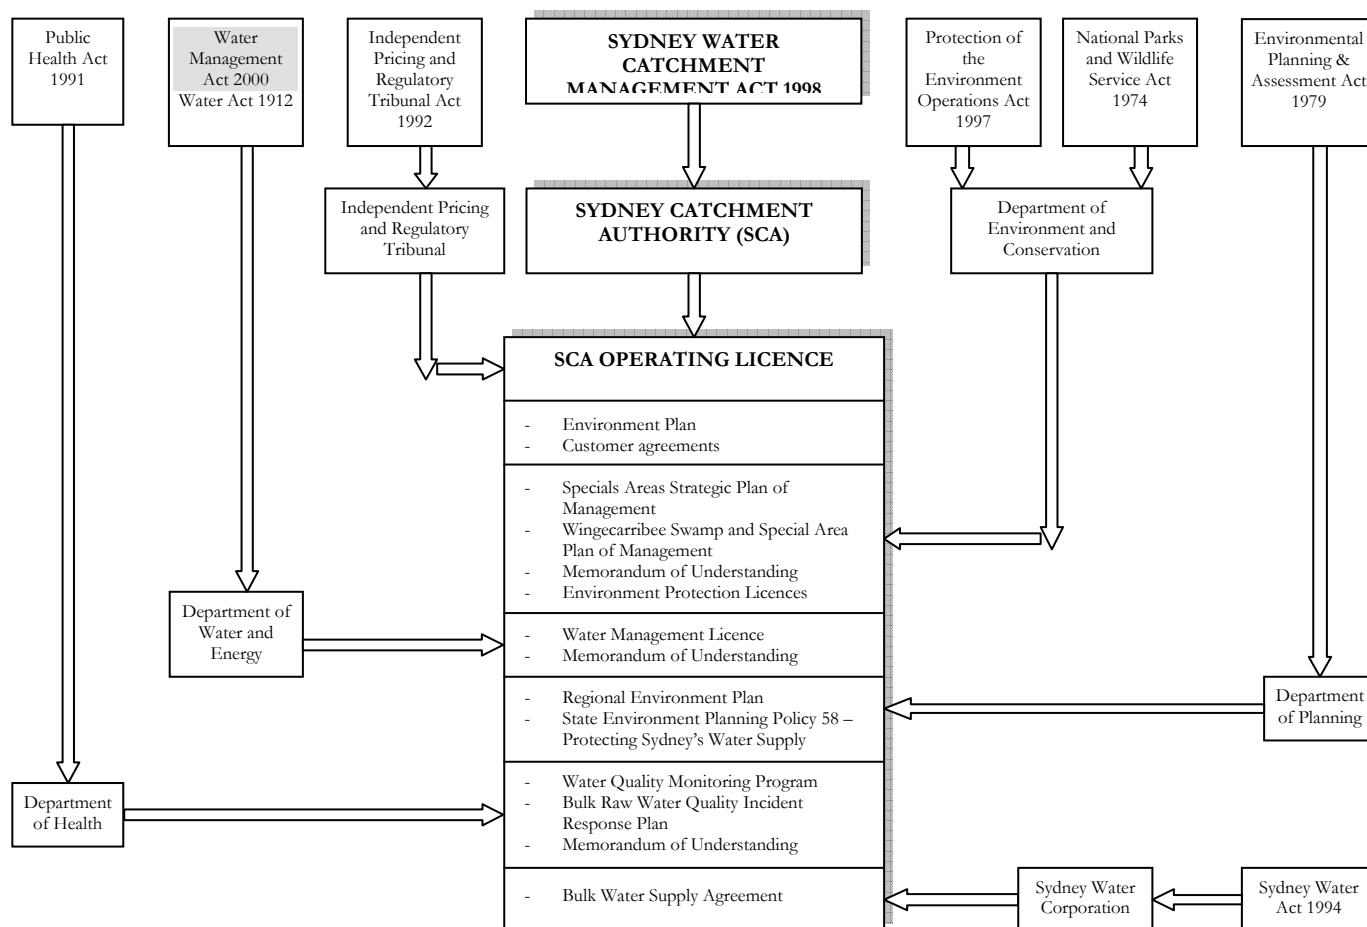 Public
Health Act
1991
Water
Management
Act 2000
Water Act 1912
Independent
Pricing and
Regulatory
Tribunal Act
1992
SYDNEY WATER
CATCHMENT
MANAGEMENT ACT 1998
Protection of
the
Environment
Operations Act
1997
National Parks
and Wildlife
Service Act
1974
Environmental
Planning &
Assessment Act
1979
Independent Pricing
and Regulatory
Tribunal
SYDNEY CATCHMENT
AUTHORITY (SCA)
Department of
Environment and
Conservation
SCA OPERATING LICENCE
- Environment Plan
- Customer agreements
- Specials Areas Strategic Plan of
Management
- Wingecarribee Swamp and Special Area
Plan of Management
- Memorandum of Understanding
- Environment Protection Licences
Department of
Water and
Energy
- Water Management Licence
- Memorandum of Understanding
- Regional Environment Plan
- State Environment Planning Policy 58 –
Protecting Sydney's Water Supply
Department
of Planning
Department
of Health
- Water Quality Monitoring Program
- Bulk Raw Water Quality Incident
Response Plan
- Memorandum of Understanding
- Bulk Water Supply Agreement
Sydney Water
Corporation
Sydney Water
Act 1994